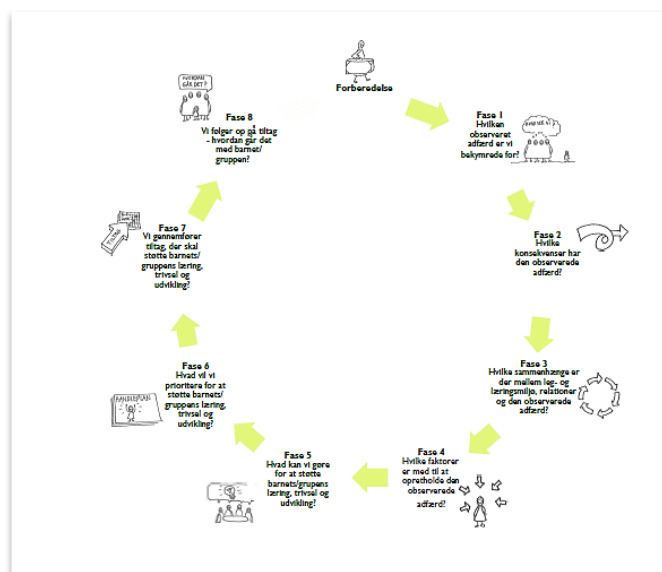 Forberedelse
Fase 1
Hvilken
observeret
adfærd er vi
bekymrede for?
Fase 2
Hvilke
konsekvenser har
den observerede
adfærd?
Fase 3
Hvilke sammenhænge er
der mellem leg- og
læringsmiljø, relationer
og den observerede
adfærd?
Fase 4
Hvilke faktorer
er med til at
opretholde den
observerede
adfærd?
Fase 5
Hvad kan vi gøre
for at støtte
barnets/grupens
læring, trivsel og
udvikling?
Fase 6
Hvad vil vi
prioritere for at
støtte barnets/
gruppens læring,
trivsel og
udvikling?
HANDLEPLAN
Fase 7
Vi gennemfører
tiltag, der skal
støtte barnets/
gruppens læring,
trivsel og
udvikling?
TILTAG
HVORDAN
GÅR DET?
Fase 8
Vi følger op på tiltag
- hvordan går det
med barnet/
gruppen?